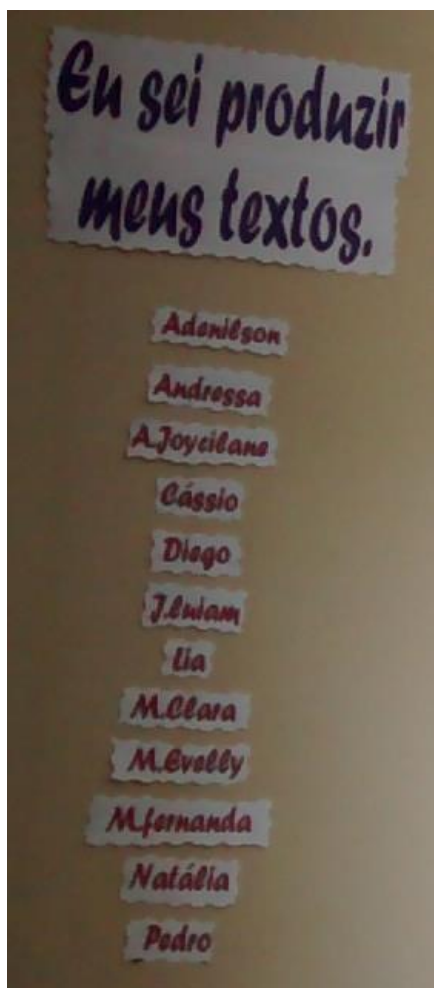 Eu sei produzir
meus textos.
Adenilson
Andressa
A.Joycilane
Cássio
Diego
J.luiam
lia
M.Clara
M.Evelly
M.fernanda
Natália
Pedro